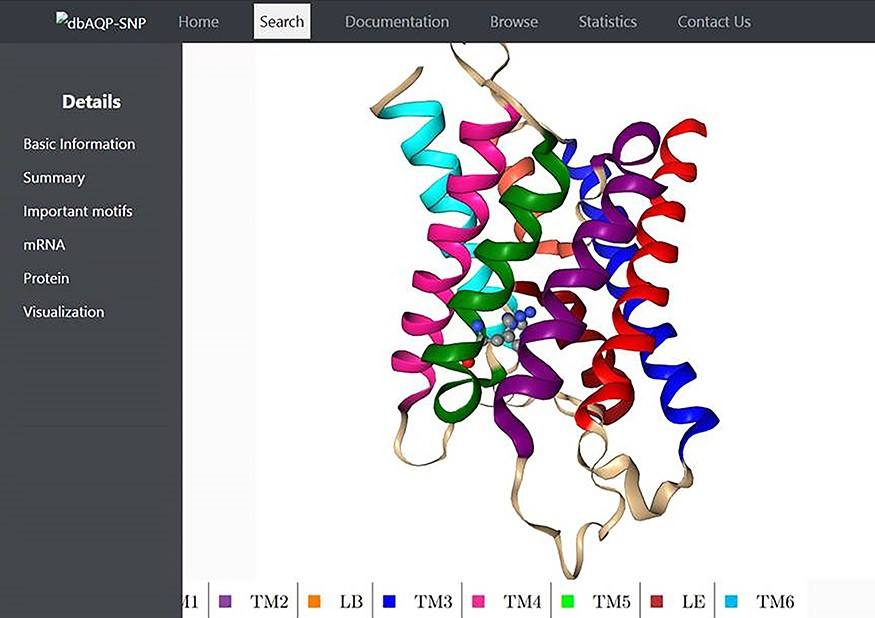 dbAQP-SNP Home Search Documentation Browse Statistics Contact Us
Details
Basic Information
Summary
Important motifs
mRNA
Protein
Visualization
M1 TM2 LB TM3 TM4 TM5 LE TM6